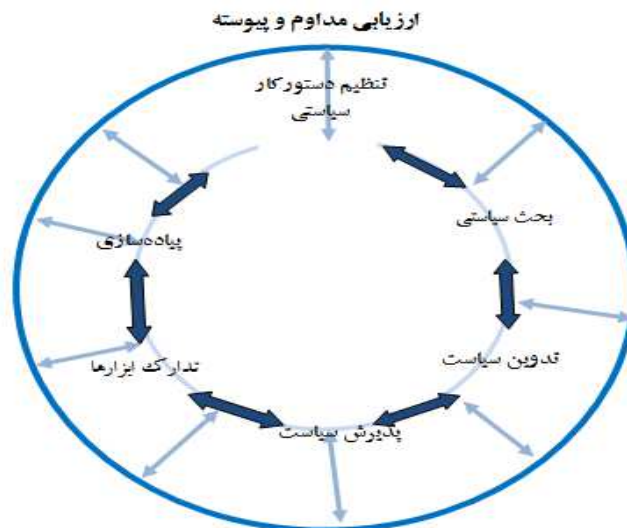 ارزیابی مداوم و پیوسته
تنظیم دستورکار
سیاستی
بحث سیاستی
تدوین سیاست
پذیرش سیاست
تدارک ابزارها
پیاده‌سازی